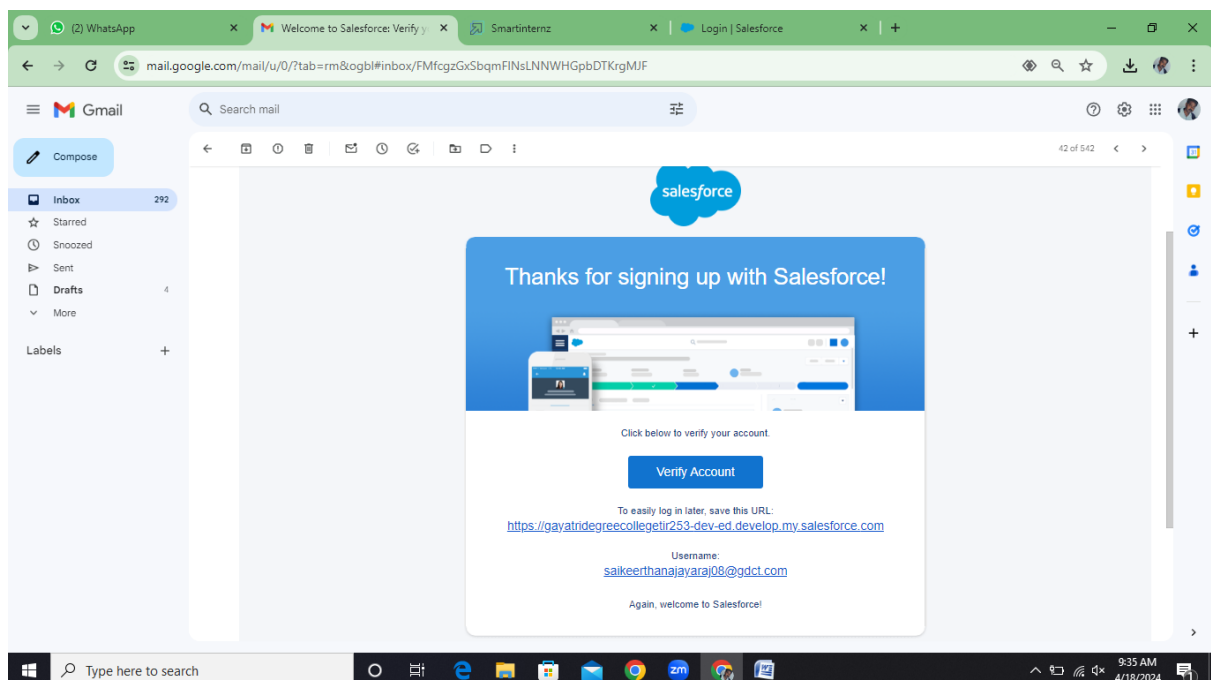 (2) WhatsApp
Welcome to Salesforce: Verify y
Smartinternz
Login | Salesforce
mail.google.com/mail/u/0/?tab=rm&ogbl#inbox/FMfcgzGxSbqmFlNsLNNWHGpbDTKrgMJF
Gmail
Search mail
Compose
42 of 542
Inbox 292
Starred
Snoozed
Sent
Drafts 4
More
Labels
salesforce
Thanks for signing up with Salesforce!
Click below to verify your account.
Verify Account
To easily log in later, save this URL:
https://gayatridegreecollegetir253-dev-ed.develop.my.salesforce.com
Username:
saikeerthanajayaraj08@gdct.com
Again, welcome to Salesforce!
Type here to search
zm
9:35 AM
4/18/2024